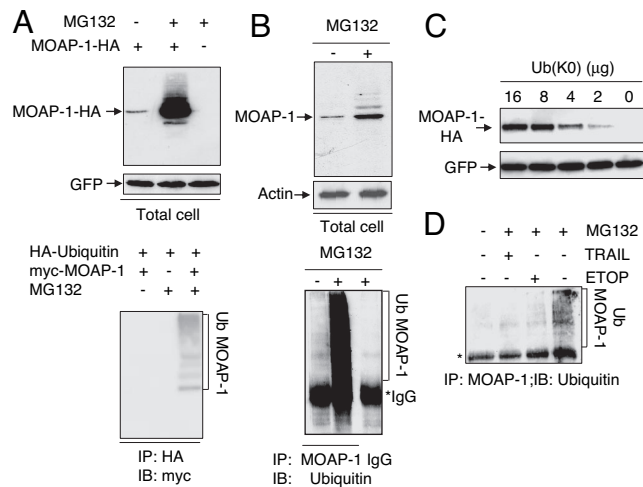 A
MG132 - + +
MOAP-1-HA + + -
MOAP-1-HA
GFP
Total cell
HA-Ubiquitin + + +
myc-MOAP-1 + - +
MG132 - + +
Ub MOAP-1
IP: HA
IB: myc
B
MG132
- +
MOAP-1
Actin
Total cell
MG132
- + +
Ub MOAP-1
*IgG
IP: MOAP-1 IgG
IB: Ubiquitin
C
Ub(K0) (µg)
16 8 4 2 0
MOAP-1-
HA
GFP
D
- + + + MG132
- + - - TRAIL
- - + - ETOP
Ub
MOAP-1
*
IP: MOAP-1;IB: Ubiquitin